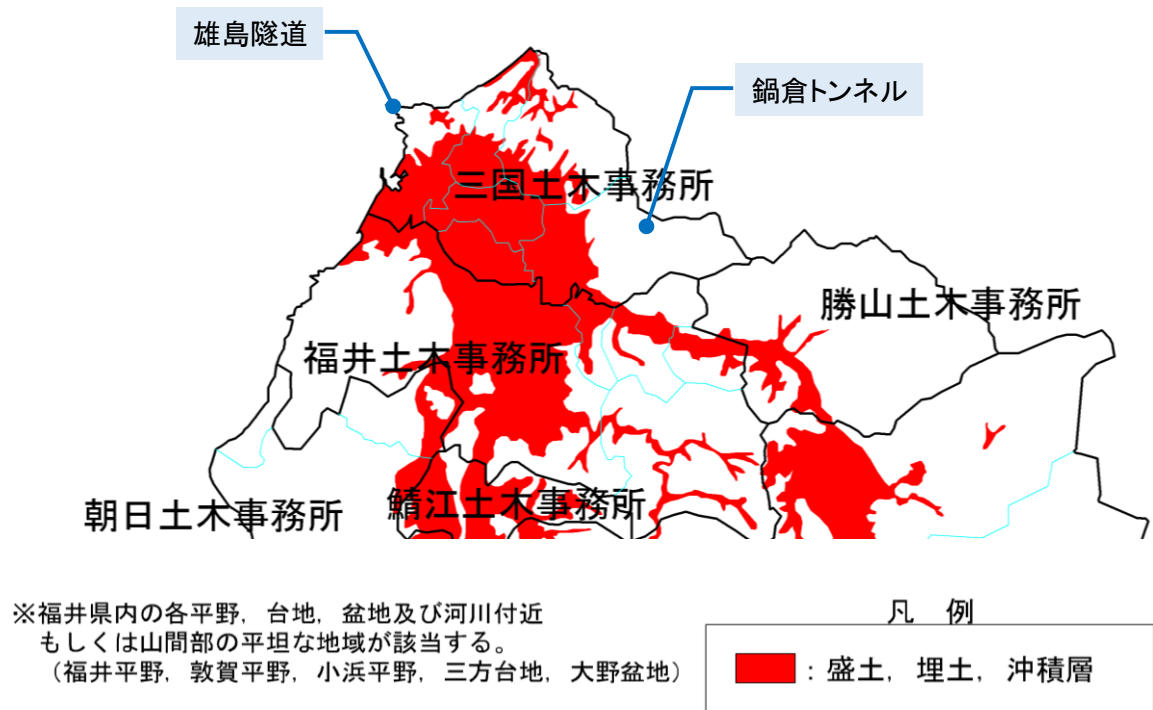 雄島隧道
鍋倉トンネル
三国土木事務所
勝山土木事務所
福井土木事務所
朝日土木事務所
鯖江土木事務所
※福井県内の各平野，台地，盆地及び河川付近
もしくは山間部の平坦な地域が該当する。
（福井平野，敦賀平野，小浜平野，三方台地，大野盆地）
凡　例
：盛土，埋土，沖積層